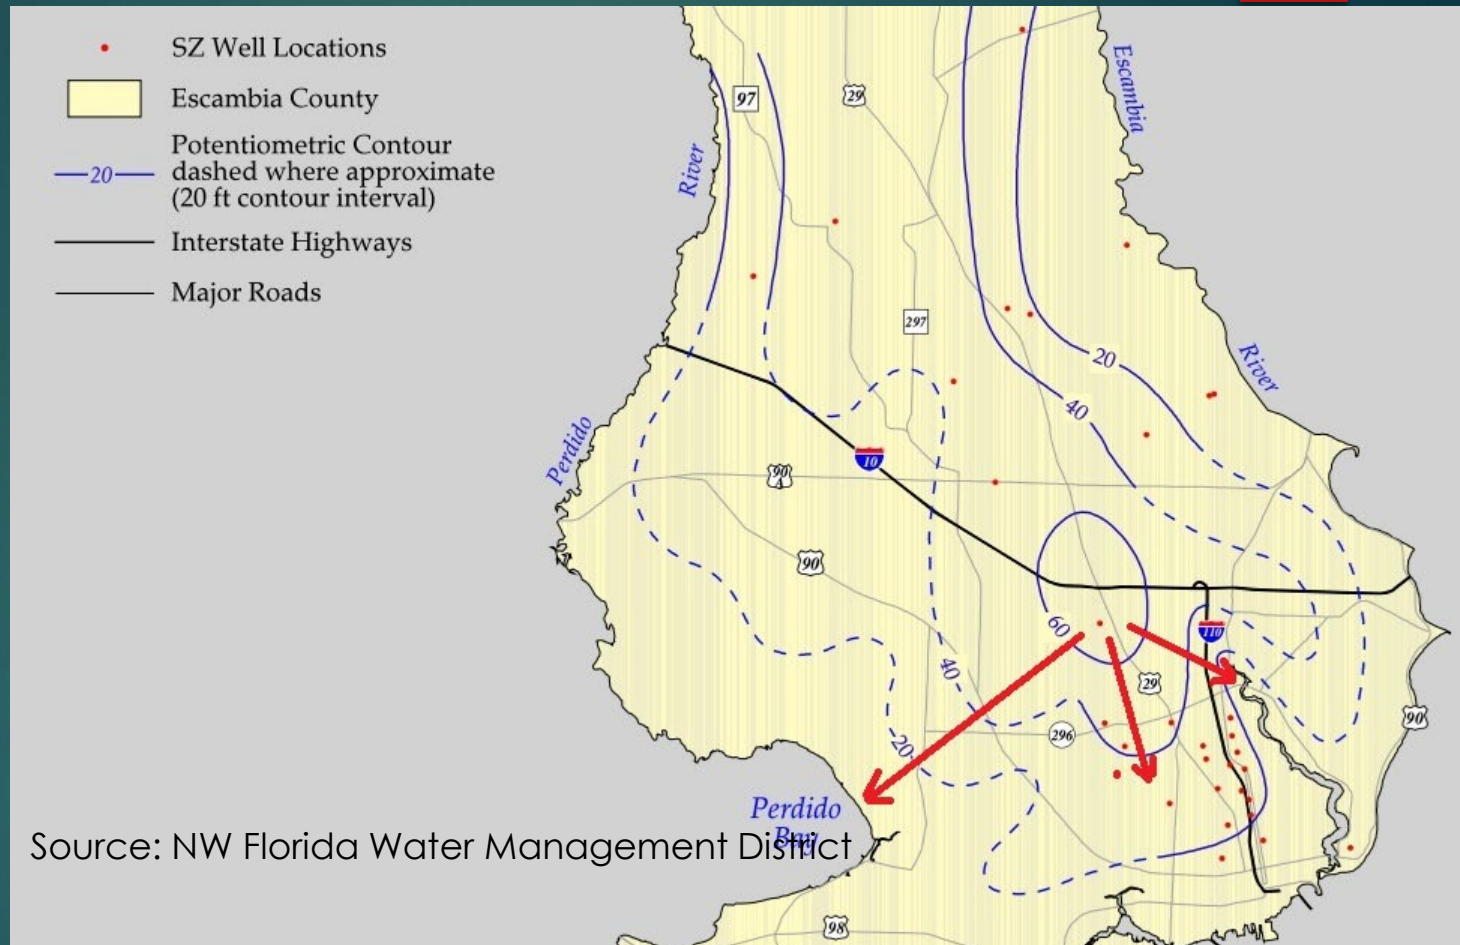 SZ Well Locations
Escambia County
Potentiometric Contour
dashed where approximate
20
(20 ft contour interval)
Interstate Highways
Major Roads
97
29
Escambia
River
297
20
River
40
Perdido
10
90
A
90
60
110
40
29
90
296
20
Perdido
Bay
Source: NW Florida Water Management District
98